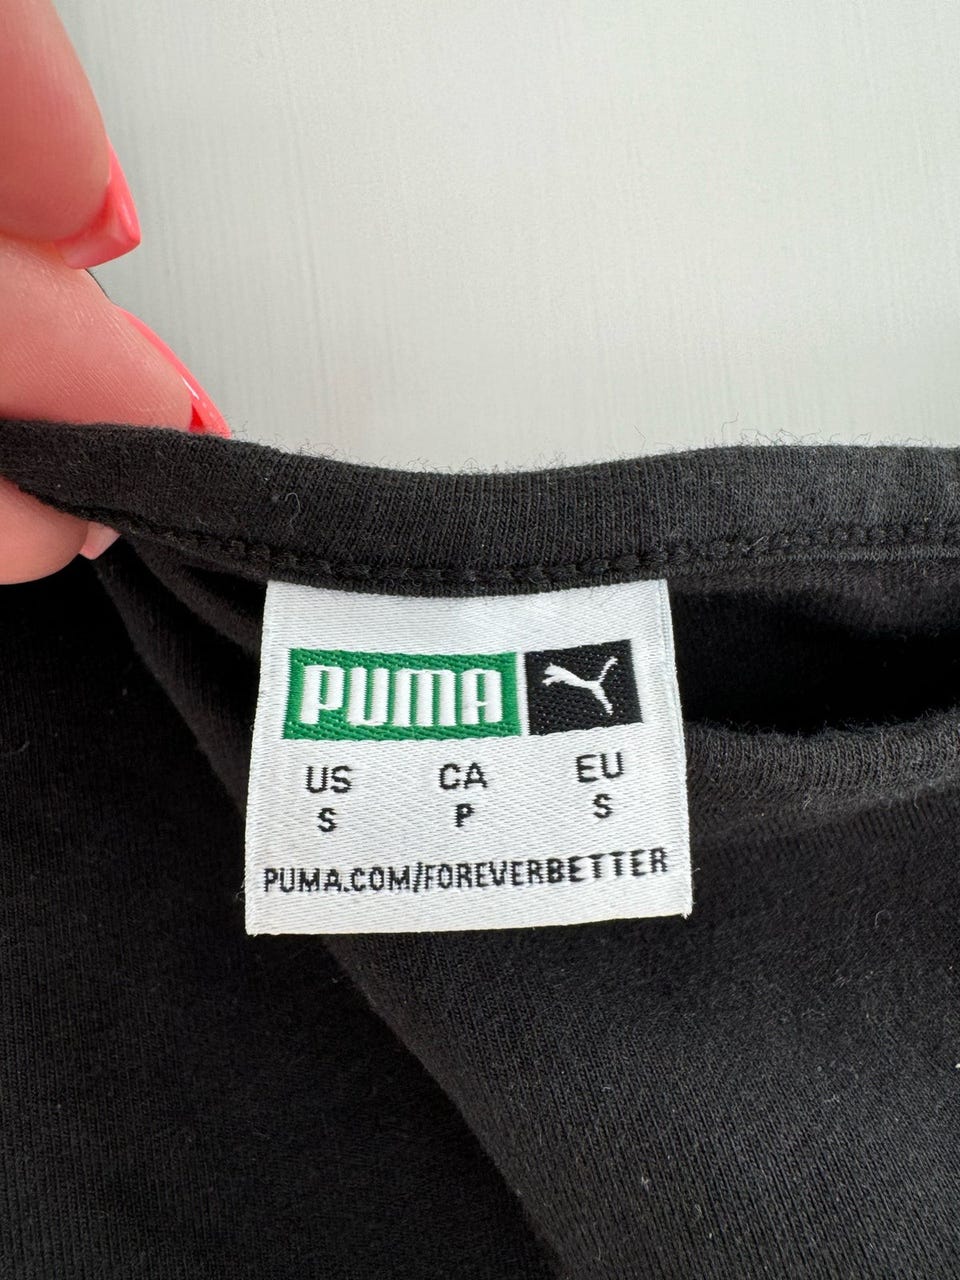 PUMA
US CA EU
S P S
PUMA.COM/FOREVERBETTER